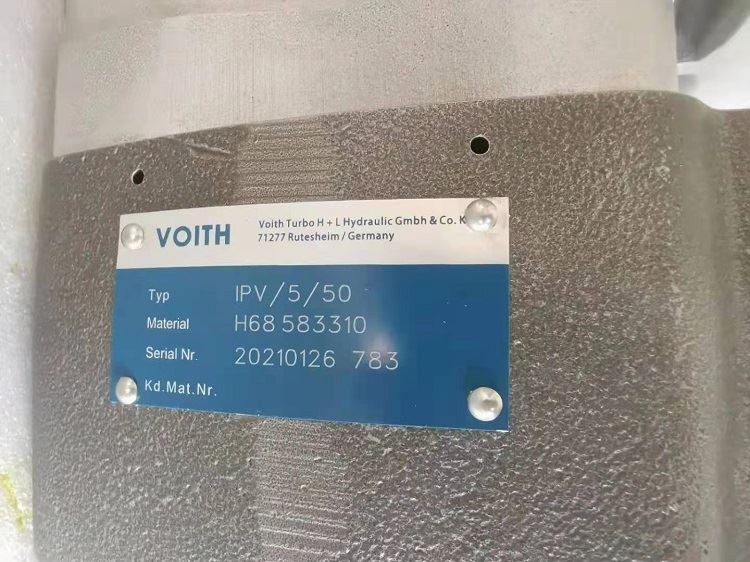 VOITH
Voith Turbo H + L Hydraulic Gmbh & Co. K
71277 Rutesheim / Germany
Typ IPV/5/50
Material H68 583310
Serial Nr. 20210126 783
Kd.Mat.Nr.